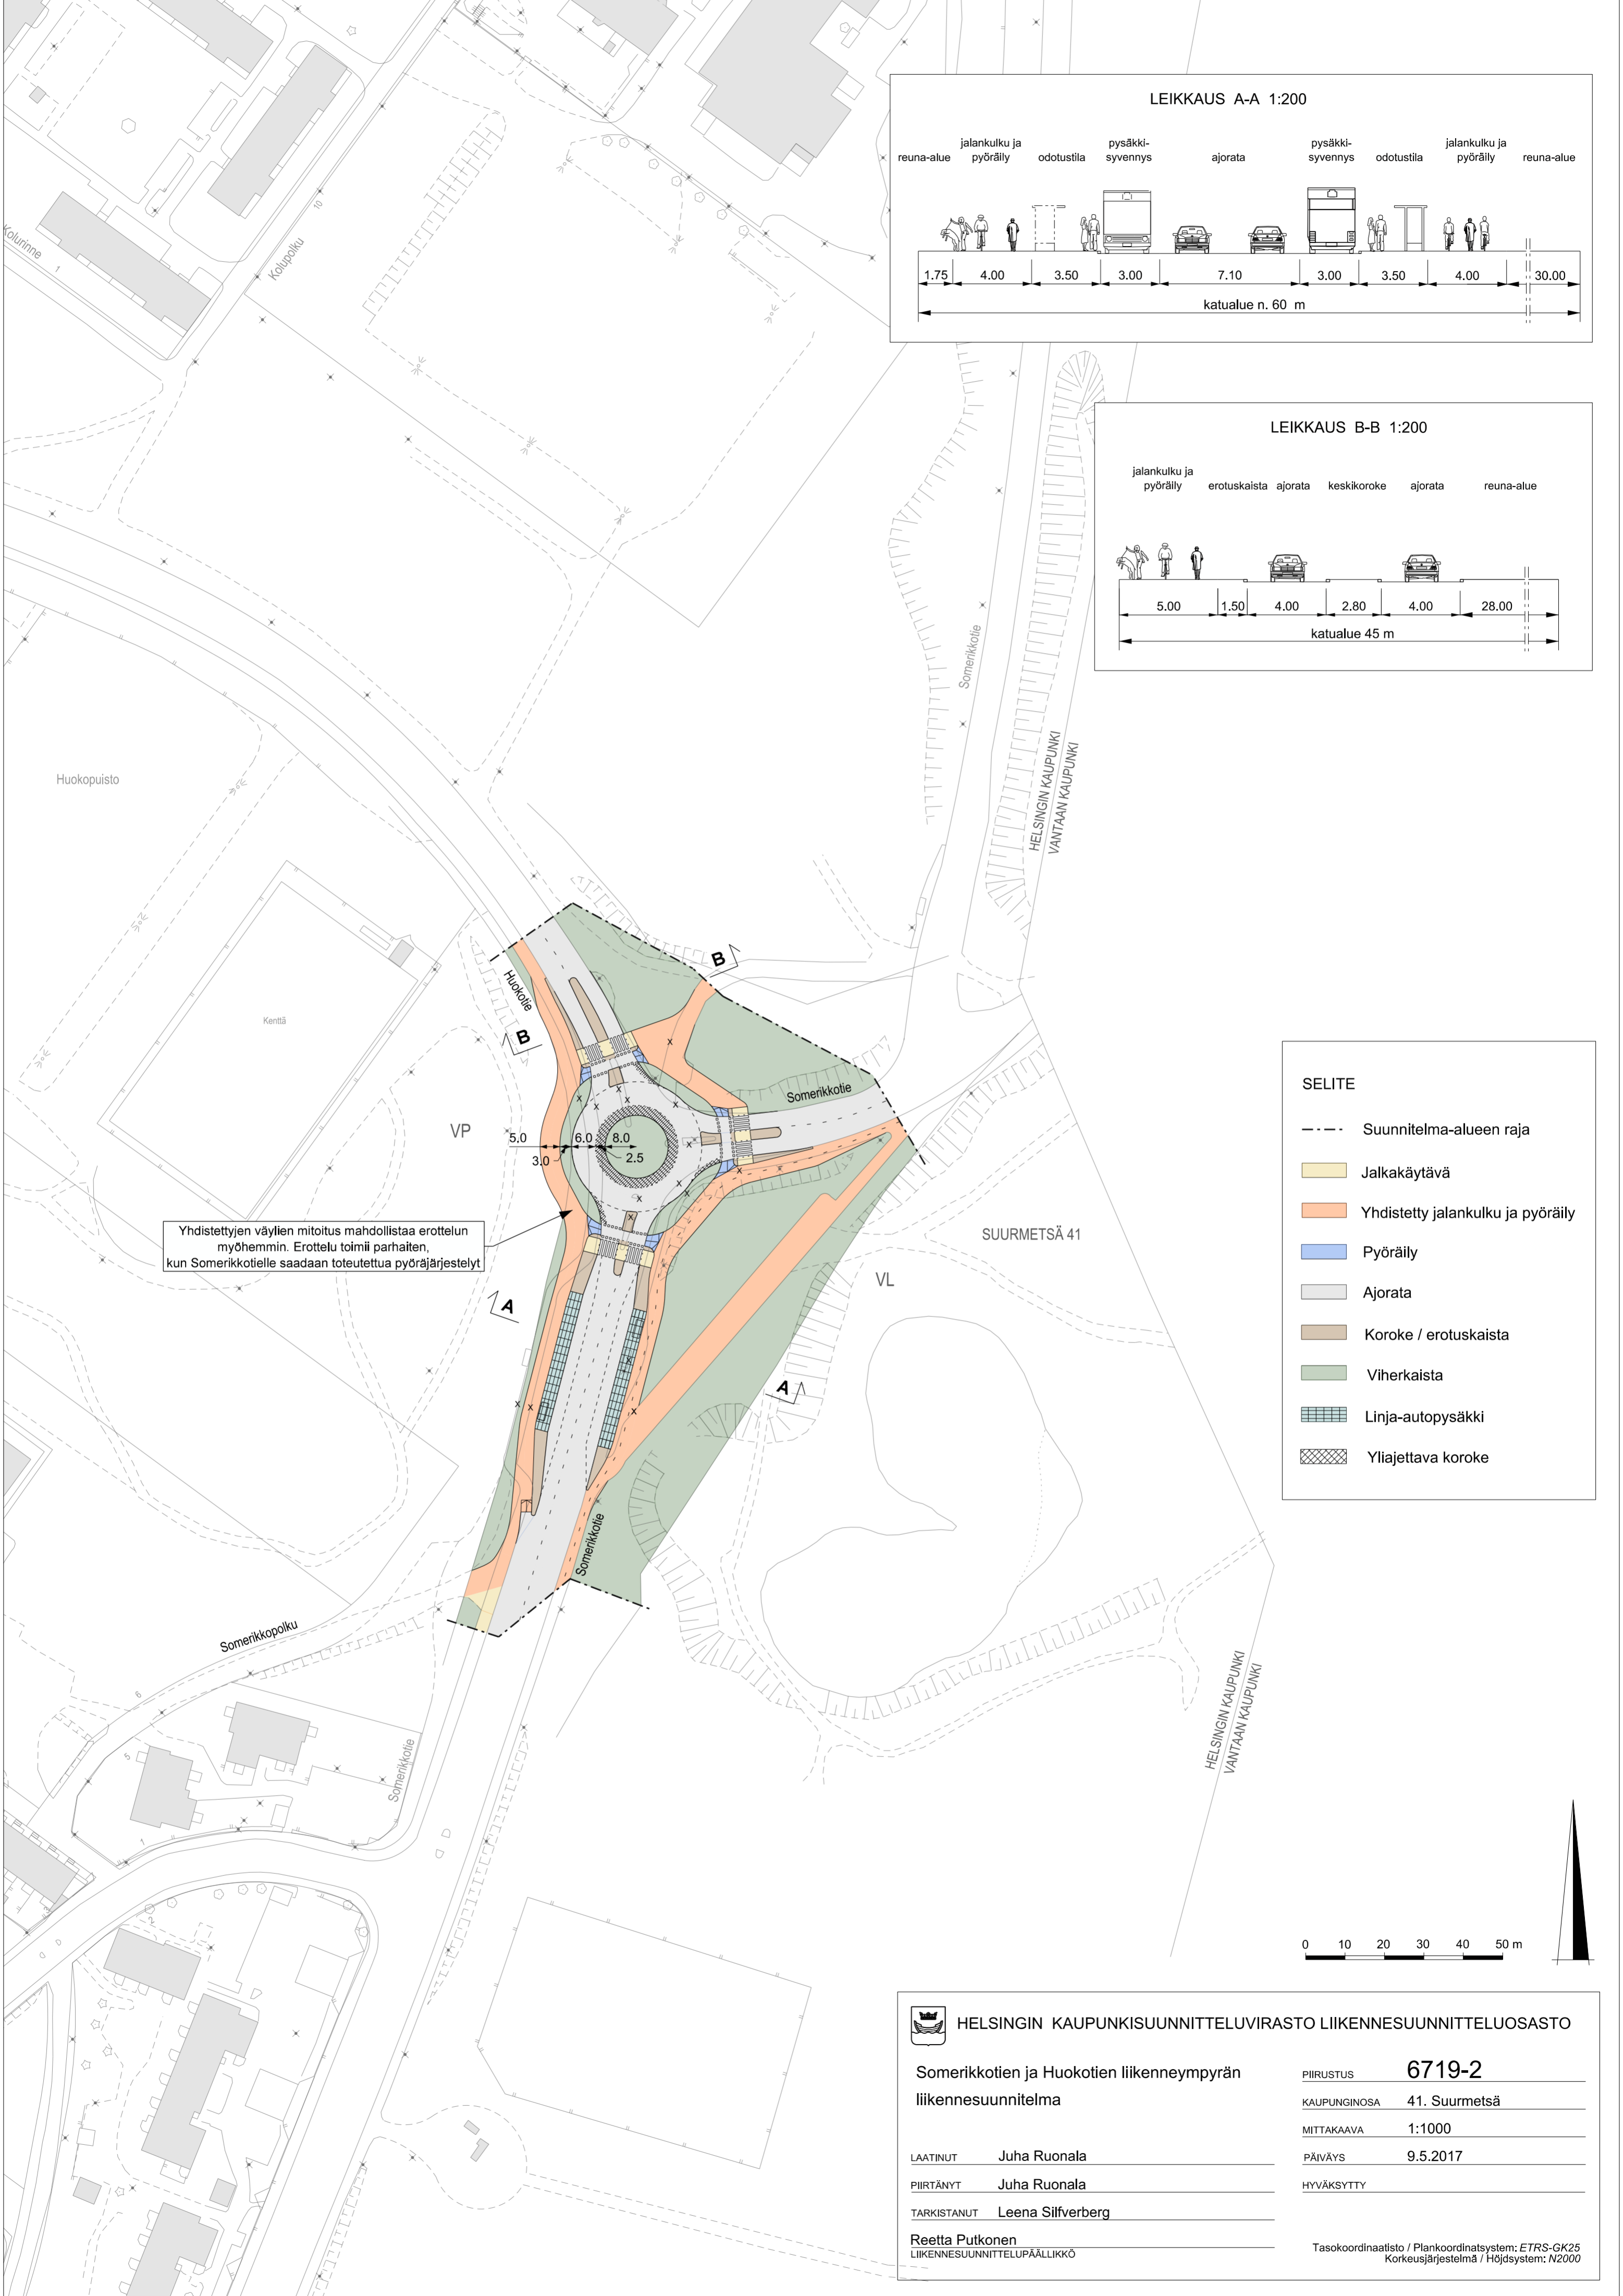 LEIKKAUS A-A 1:200
reuna-alue
jalankulku ja
pyöräily
odotustila
pysäkki-
syvennys
ajorata
pysäkki-
syvennys
odotustila
jalankulku ja
pyöräily
reuna-alue
1.75
4.00
3.50
3.00
7.10
3.00
3.50
4.00
30.00
katualue n. 60 m
LEIKKAUS B-B 1:200
jalankulku ja
pyöräily
erotuskaista
ajorata
keskikoroke
ajorata
reuna-alue
5.00
1.50
4.00
2.80
4.00
28.00
katualue 45 m
Kolurinne
1
Kolupolku
10
Somerikkotie
HELSINGIN KAUPUNKI
VANTAAN KAUPUNKI
Huokopuisto
Kenttä
Huokotie
B
B
Somerikkotie
VP
5.0
3.0
6.0
8.0
2.5
Yhdistettyjen väylien mitoitus mahdollistaa erottelun
myöhemmin. Erottelu toimii parhaiten,
kun Somerikkotielle saadaan toteutettua pyöräjärjestelyt
SUURMETSÄ 41
VL
A
A
Somerikkotie
Somerikkopolku
6
5
1
3
2
Somerikkotie
HELSINGIN KAUPUNKI
VANTAAN KAUPUNKI
SELITE
Suunnitelma-alueen raja
Jalkakäytävä
Yhdistetty jalankulku ja pyöräily
Pyöräily
Ajorata
Koroke / erotuskaista
Viherkaista
Linja-autopysäkki
Yliajettava koroke
0 10 20 30 40 50 m
HELSINGIN KAUPUNKISUUNNITTELUVIRASTO LIIKENNESUUNNITTELUOSASTO
Somerikkotien ja Huokotien liikenneympyrän
liikennesuunnitelma
PIIRUSTUS 6719-2
KAUPUNGINOSA 41. Suurmetsä
MITTAKAAVA 1:1000
PÄIVÄYS 9.5.2017
HYVÄKSYTTY
LAATINUT Juha Ruonala
PIIRTÄNYT Juha Ruonala
TARKISTANUT Leena Silfverberg
Reetta Putkonen
LIIKENNESUUNNITTELUPÄÄLLIKKÖ
Tasokoordinaatisto / Plankoordinatsystem: ETRS-GK25
Korkeusjärjestelmä / Höjdsystem: N2000